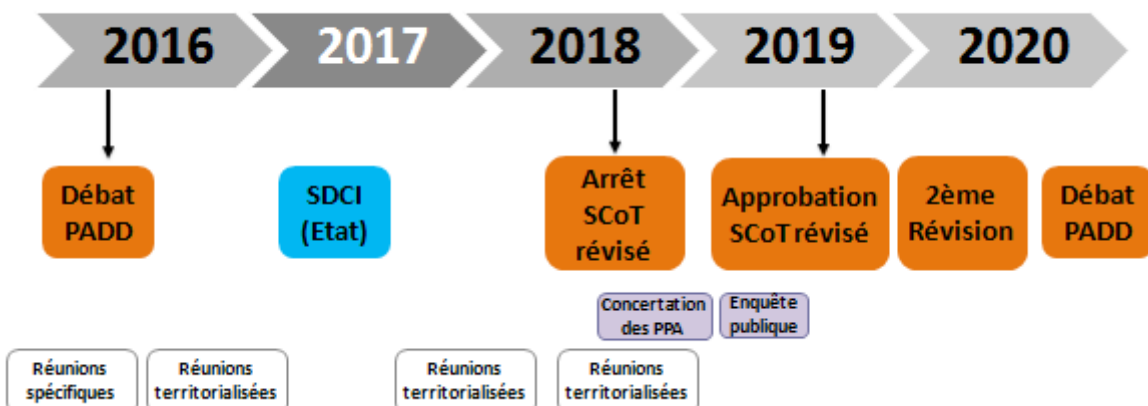 2016
2017
2018
2019
2020
Débat
PADD
SDCI
(Etat)
Arrêt
SCoT
révisé
Approbation
SCoT révisé
2ème
Révision
Débat
PADD
Concertation
des PPA
Enquête
publique
Réunions
spécifiques
Réunions
territorialisées
Réunions
territorialisées
Réunions
territorialisées